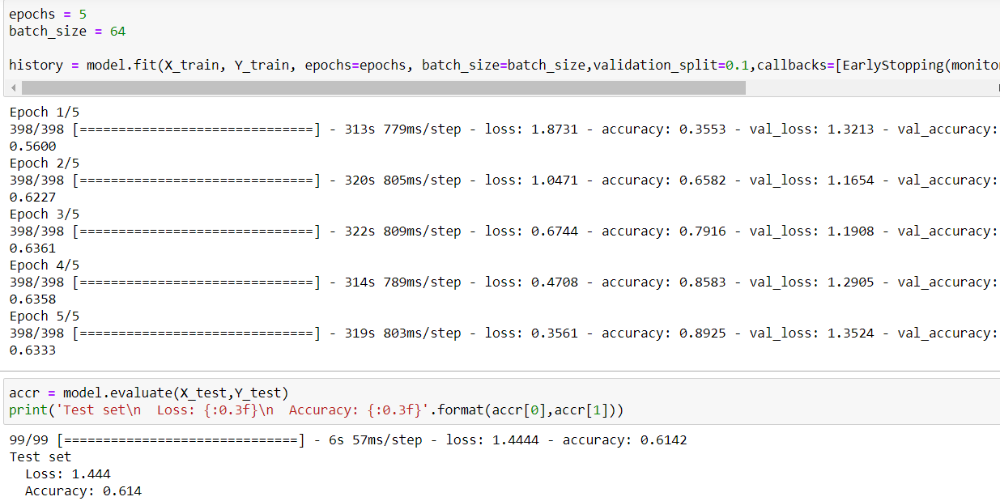 epochs = 5
batch_size = 64
history = model.fit(X_train, Y_train, epochs=epochs, batch_size=batch_size,validation_split=0.1,callbacks=[EarlyStopping(monitor
Epoch 1/5
398/398 [==============================] - 313s 779ms/step - loss: 1.8731 - accuracy: 0.3553 - val_loss: 1.3213 - val_accuracy:
0.5600
Epoch 2/5
398/398 [==============================] - 320s 805ms/step - loss: 1.0471 - accuracy: 0.6582 - val_loss: 1.1654 - val_accuracy:
0.6227
Epoch 3/5
398/398 [==============================] - 322s 809ms/step - loss: 0.6744 - accuracy: 0.7916 - val_loss: 1.1908 - val_accuracy:
0.6361
Epoch 4/5
398/398 [==============================] - 314s 789ms/step - loss: 0.4708 - accuracy: 0.8583 - val_loss: 1.2905 - val_accuracy:
0.6358
Epoch 5/5
398/398 [==============================] - 319s 803ms/step - loss: 0.3561 - accuracy: 0.8925 - val_loss: 1.3524 - val_accuracy:
0.6333
accr = model.evaluate(X_test,Y_test)
print('Test set\n  Loss: {:0.3f}\n  Accuracy: {:0.3f}'.format(accr[0],accr[1]))
99/99 [==============================] - 6s 57ms/step - loss: 1.4444 - accuracy: 0.6142
Test set
  Loss: 1.444
  Accuracy: 0.614